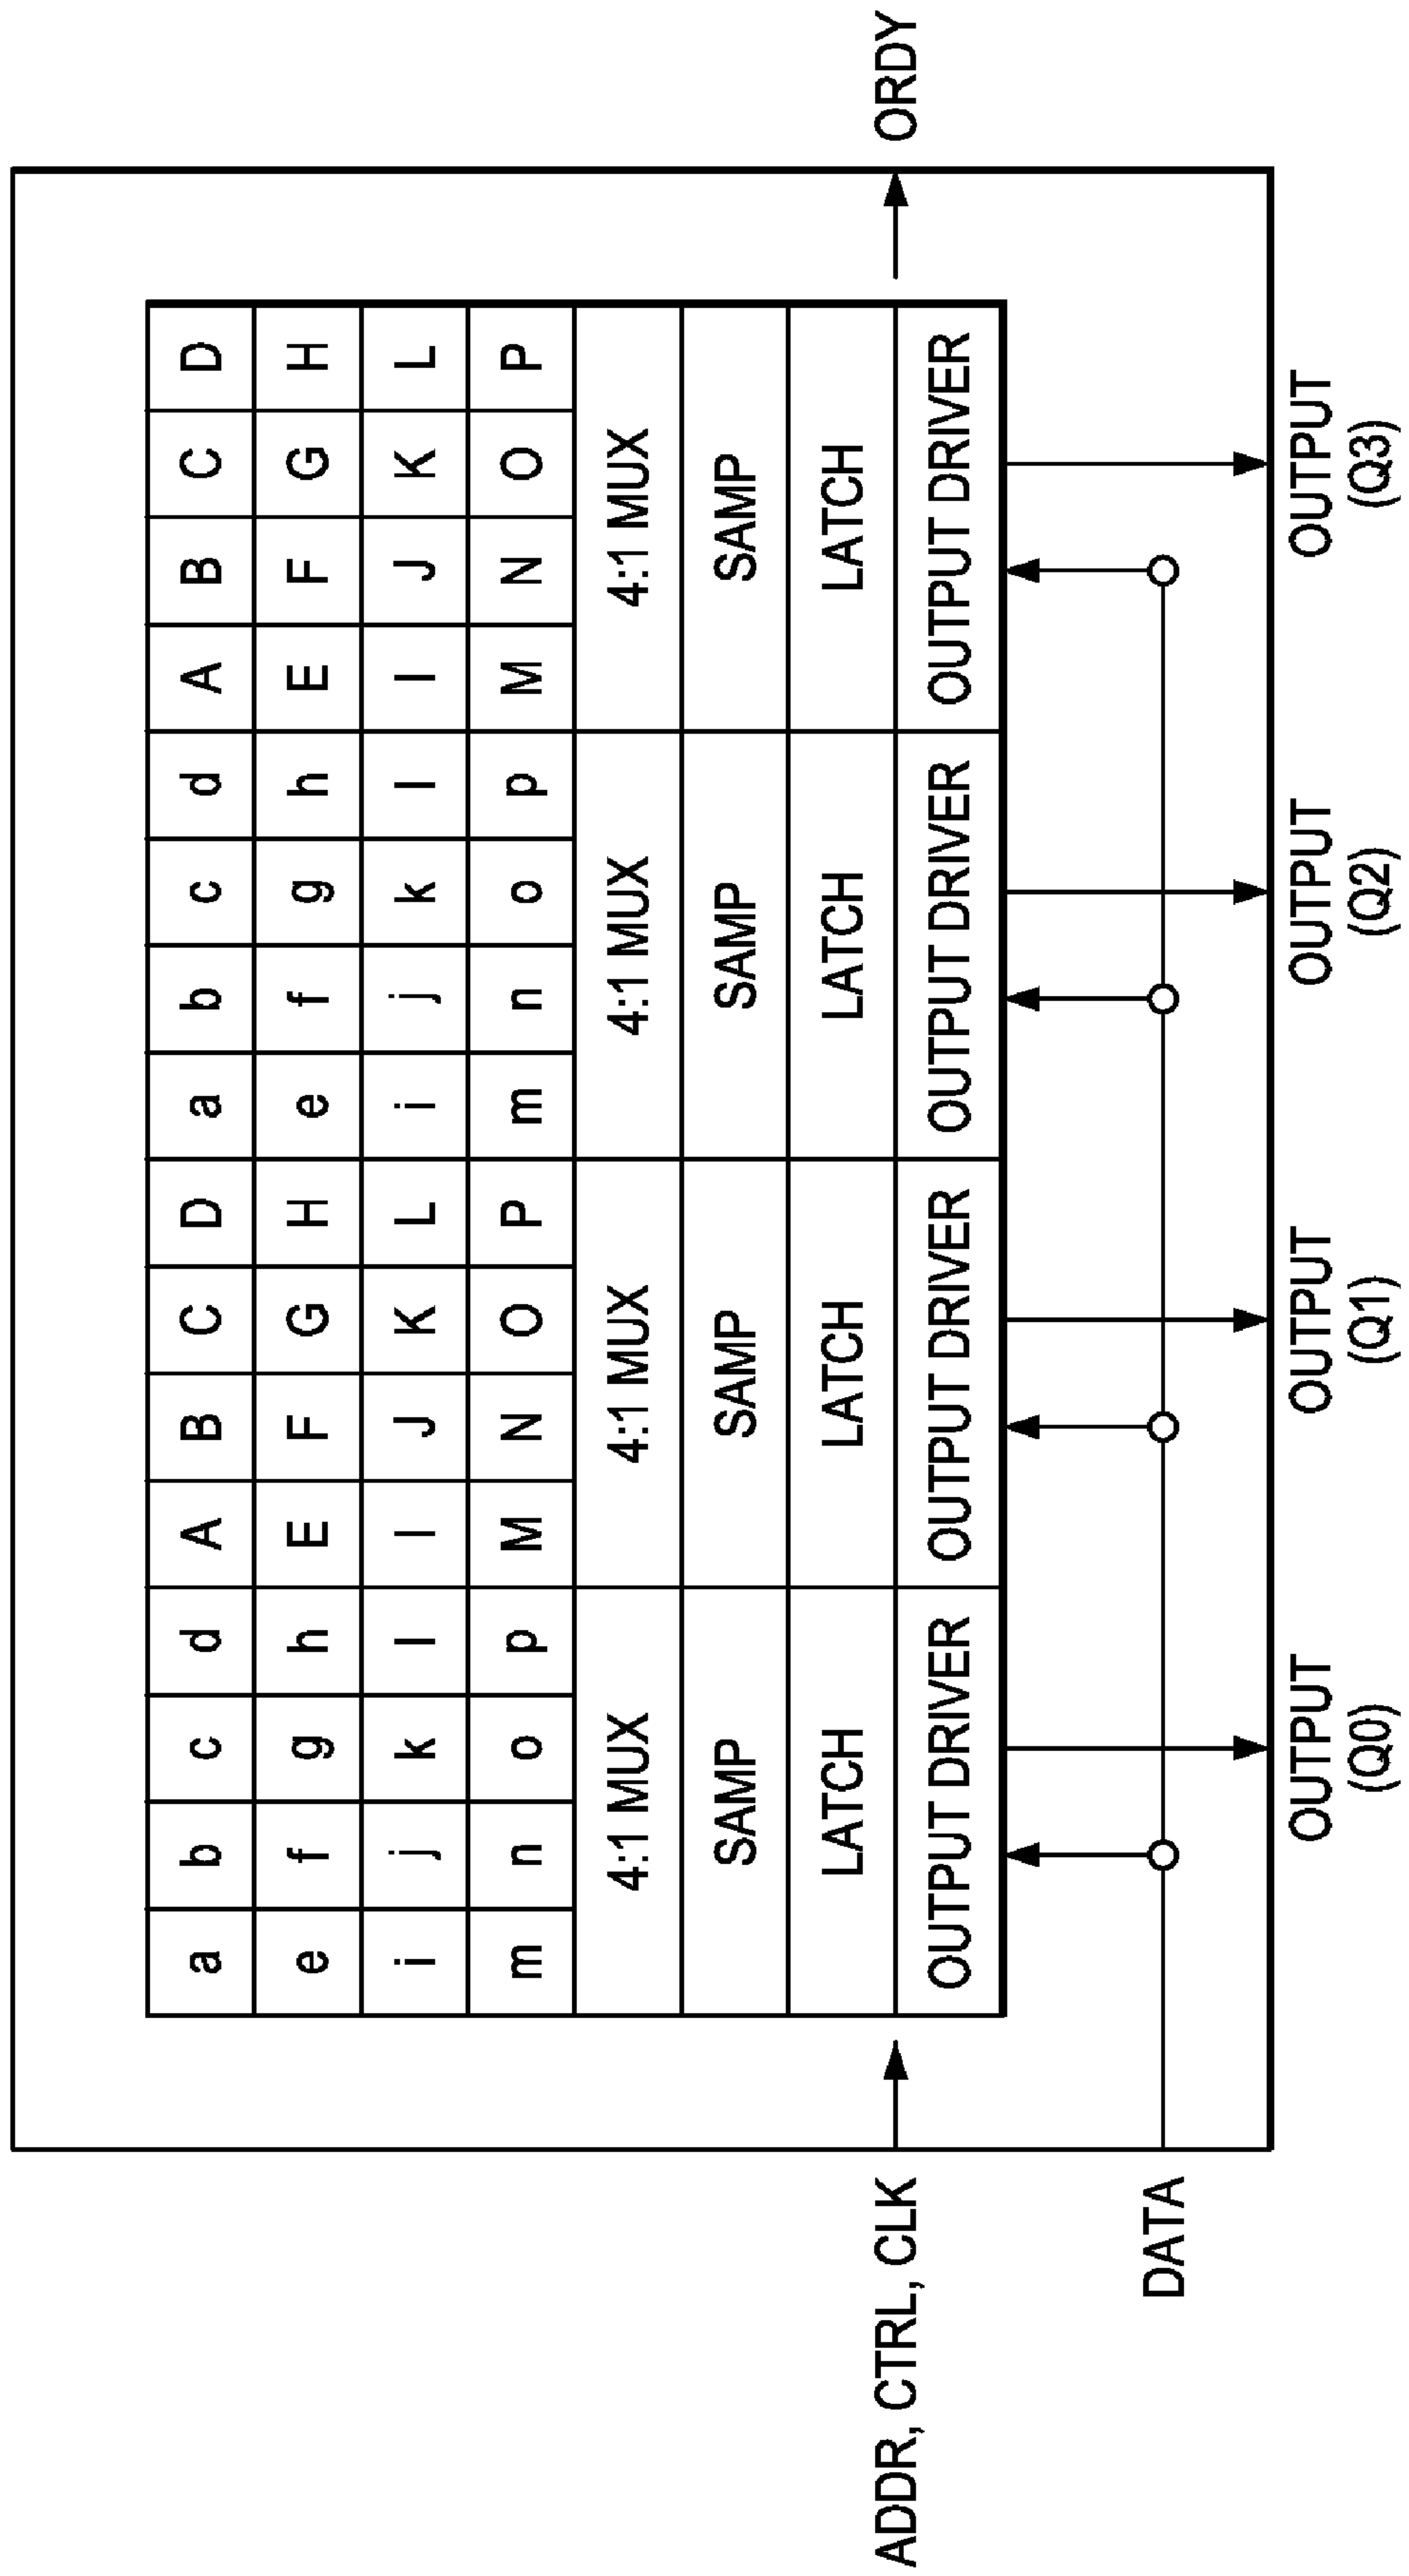 a b c d A B C D a b c d A B C D
e f g h E F G H e f g h E F G H
i j k l I J K L i j k l I J K L
m n o p M N O P m n o p M N O P
4:1 MUX 4:1 MUX 4:1 MUX 4:1 MUX
SAMP SAMP SAMP SAMP
LATCH LATCH LATCH LATCH
ADDR, CTRL, CLK ORDY
OUTPUT DRIVER OUTPUT DRIVER OUTPUT DRIVER OUTPUT DRIVER
DATA
OUTPUT OUTPUT OUTPUT OUTPUT
(Q0) (Q1) (Q2) (Q3)